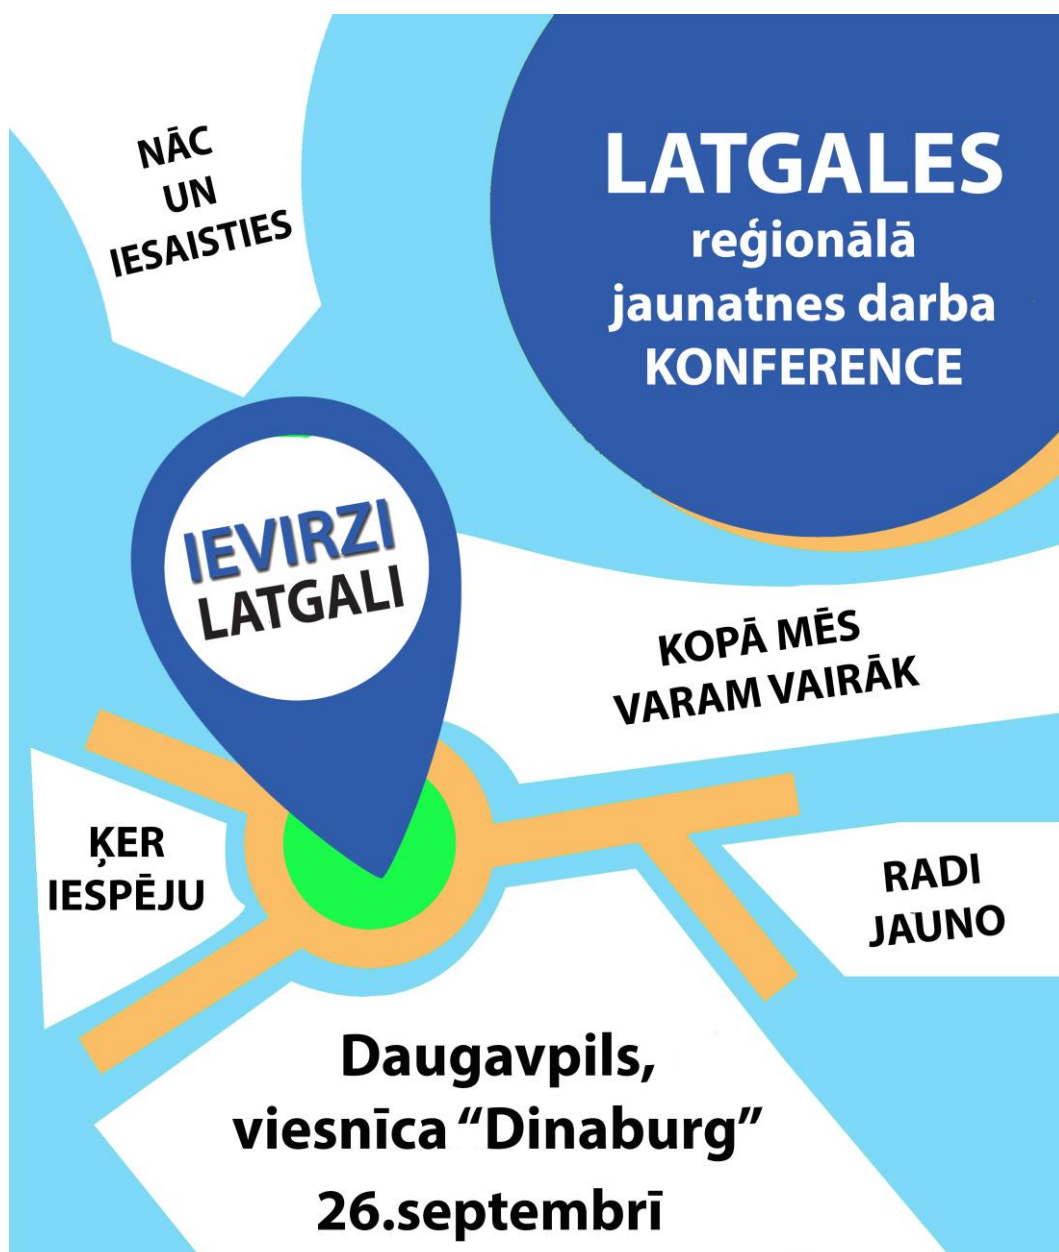 NĀC
UN
IESAISTIES
LATGALES
reģionālā
jaunatnes darba
KONFERENCE
IEVIRZI
LATGALI
KOPĀ MĒS
VARAM VAIRĀK
ĶER
IESPĒJU
RADI
JAUNO
Daugavpils,
viesnīca “Dinaburg”
26.septembrī